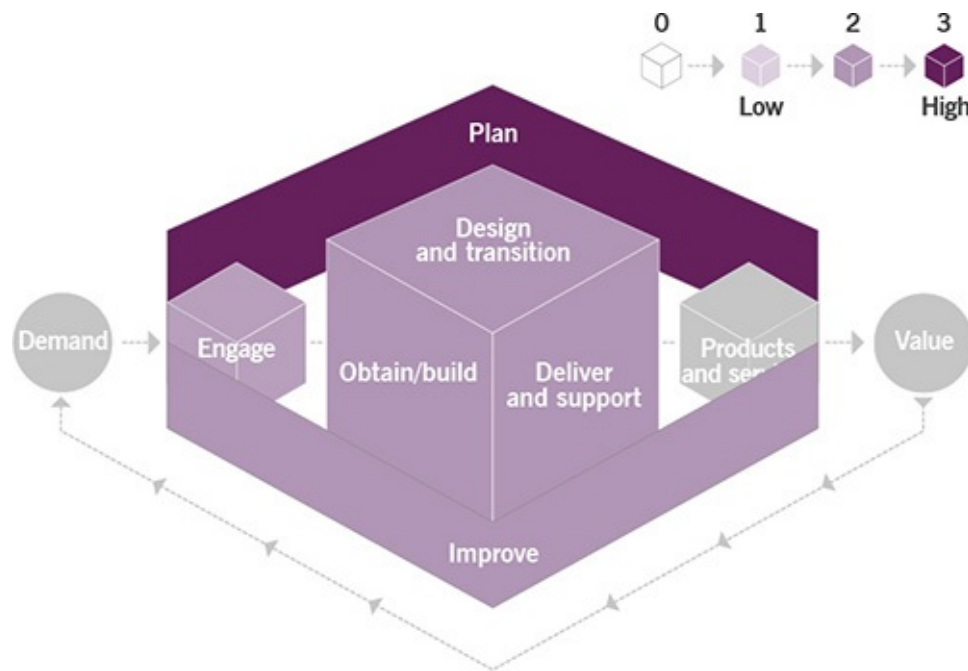 0 1 2 3
Low High
Plan
Design
and transition
Demand
Engage
Obtain/build
Deliver
and support
Products
and
Value
Improve